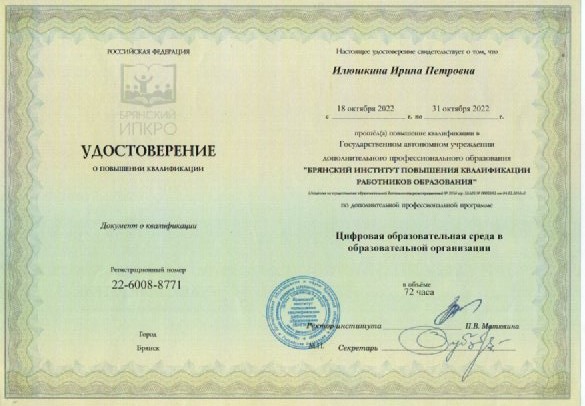 РОССИЙСКАЯ ФЕДЕРАЦИЯ
БРЯНСКИЙ
ИПКРО
УДОСТОВЕРЕНИЕ
О ПОВЫШЕНИИ КВАЛИФИКАЦИИ
Документ о квалификации
Регистрационный номер
22-6008-8771
Город
Брянск
Настоящее удостоверение свидетельствует о том, что
Илюшкина Ирина Петровна
18 октября 2022 31 октября 2022
с г. по г.
прошёл(а) повышение квалификации в
Государственном автономном учреждении
дополнительного профессионального образования
"БРЯНСКИЙ ИНСТИТУТ ПОВЫШЕНИЯ КВАЛИФИКАЦИИ
РАБОТНИКОВ ОБРАЗОВАНИЯ"
по дополнительной профессиональной программе
Цифровая образовательная среда в
образовательной организации
в объёме
72 часа
Ректор института П.В.
М.П. Секретарь